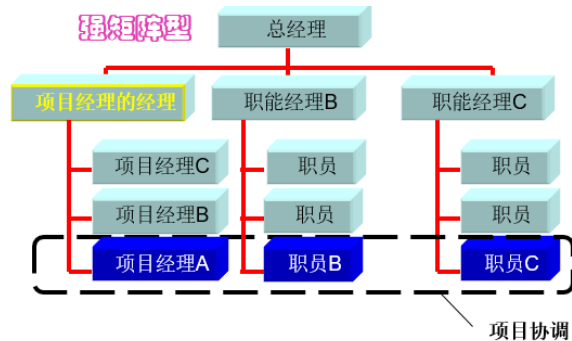 强矩阵型
总经理
项目经理的经理
职能经理B
职能经理C
项目经理C
职员
职员
项目经理B
职员
职员
项目经理A
职员B
职员C
项目协调